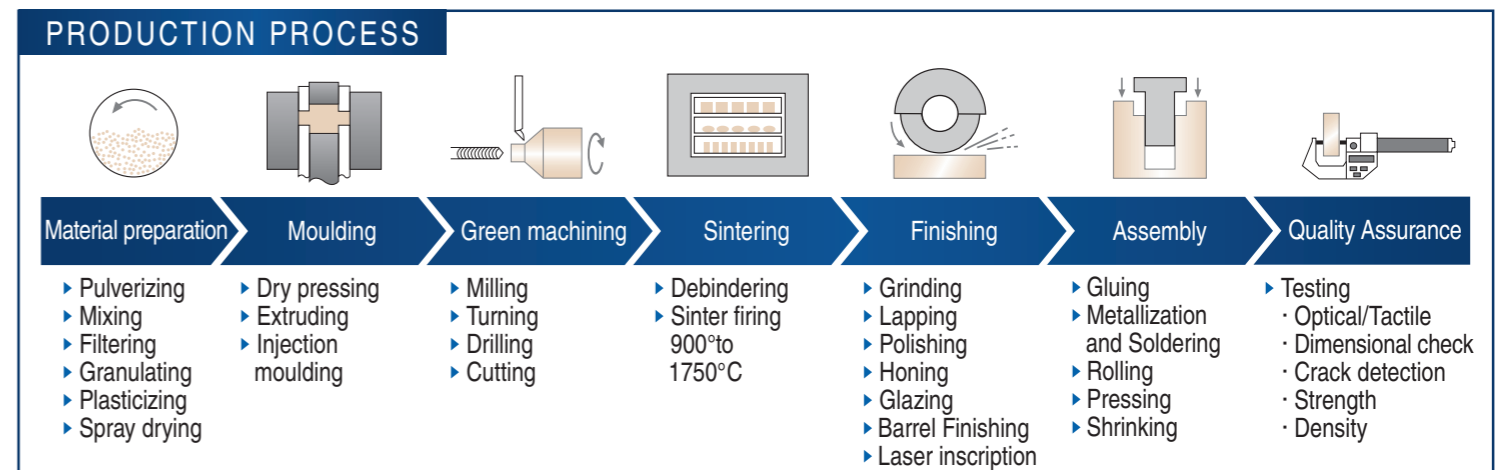 PRODUCTION PROCESS
Material preparation
Moulding
Green machining
Sintering
Finishing
Assembly
Quality Assurance
Pulverizing
Mixing
Filtering
Granulating
Plasticizing
Spray drying
Dry pressing
Extruding
Injection
moulding
Milling
Turning
Drilling
Cutting
Debindering
Sinter firing
900°to
1750°C
Grinding
Lapping
Polishing
Honing
Glazing
Barrel Finishing
Laser inscription
Gluing
Metallization
and Soldering
Rolling
Pressing
Shrinking
Testing
· Optical/Tactile
· Dimensional check
· Crack detection
· Strength
· Density